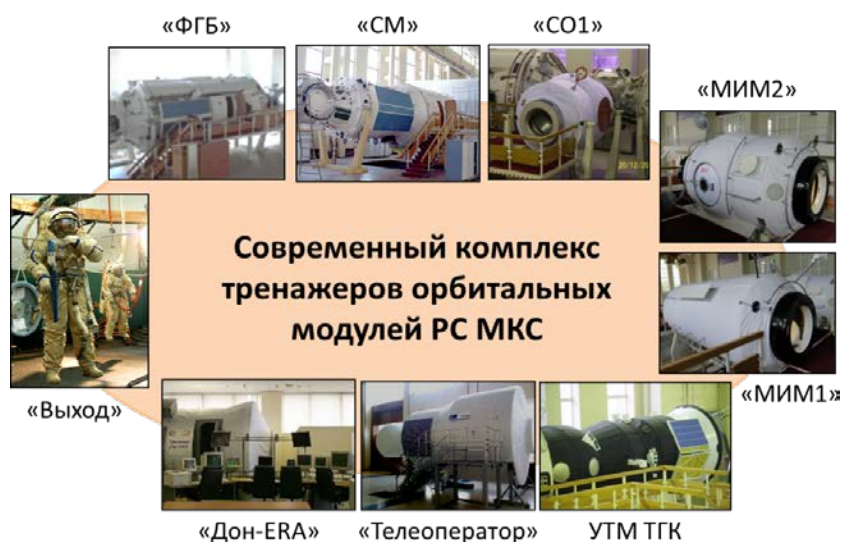 «ФГБ»
«СМ»
«СО1»
«МИМ2»
Современный комплекс
тренажеров орбитальных
модулей РС МКС
«Выход»
«МИМ1»
«Дон-ERA»
«Телеоператор»
УТМ ТГК